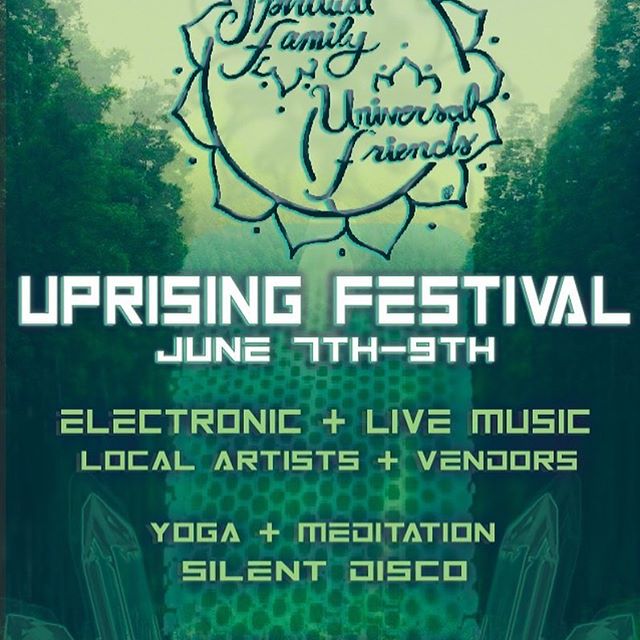 Spiritual
Family
Universal
Friends
UPRISING FESTIVAL
JUNE 7TH-9TH
ELECTRONIC + LIVE MUSIC
LOCAL ARTISTS + VENDORS
YOGA + MEDITATION
SILENT DISCO